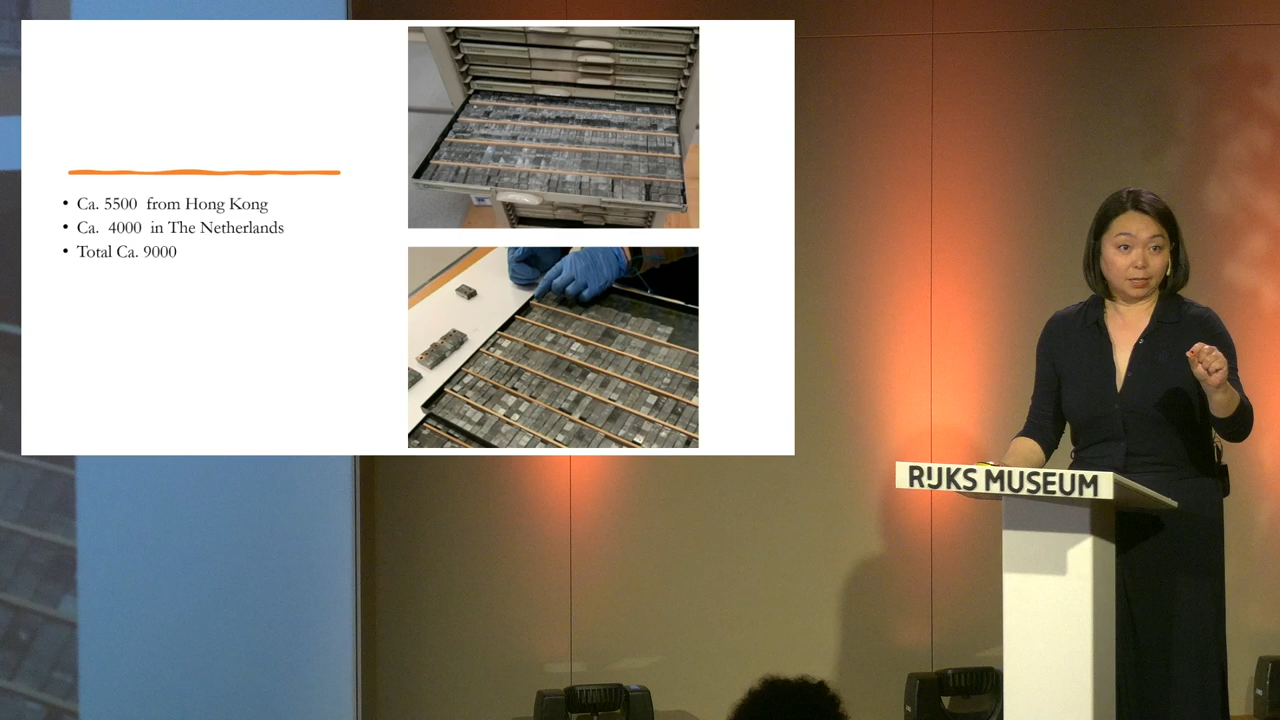 Ca. 5500 from Hong Kong
Ca. 4000 in The Netherlands
Total Ca. 9000
RIJKS MUSEUM